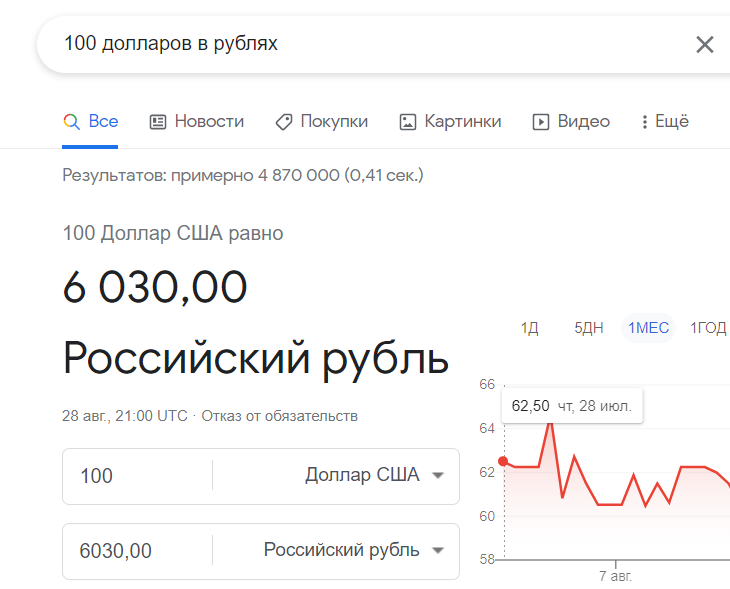 100 долларов в рублях
Все Новости Покупки Картинки Видео Ещё
Результатов: примерно 4 870 000 (0,41 сек.)
100 Доллар США равно
6 030,00
Российский рубль
28 авг., 21:00 UTC · Отказ от обязательств
100 Доллар США
6030,00 Российский рубль
1Д 5ДН 1МЕС 1ГОД
66
62,50 чт, 28 июл.
64
62
60
58
7 авг.